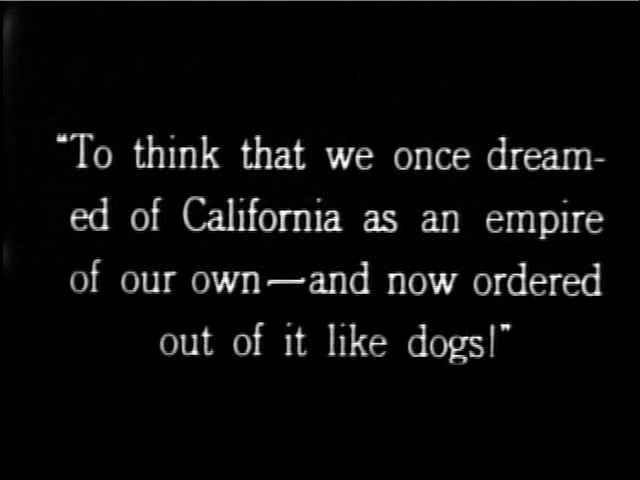 “To think that we once dream-
ed of California as an empire
of our own—and now ordered
out of it like dogs!”